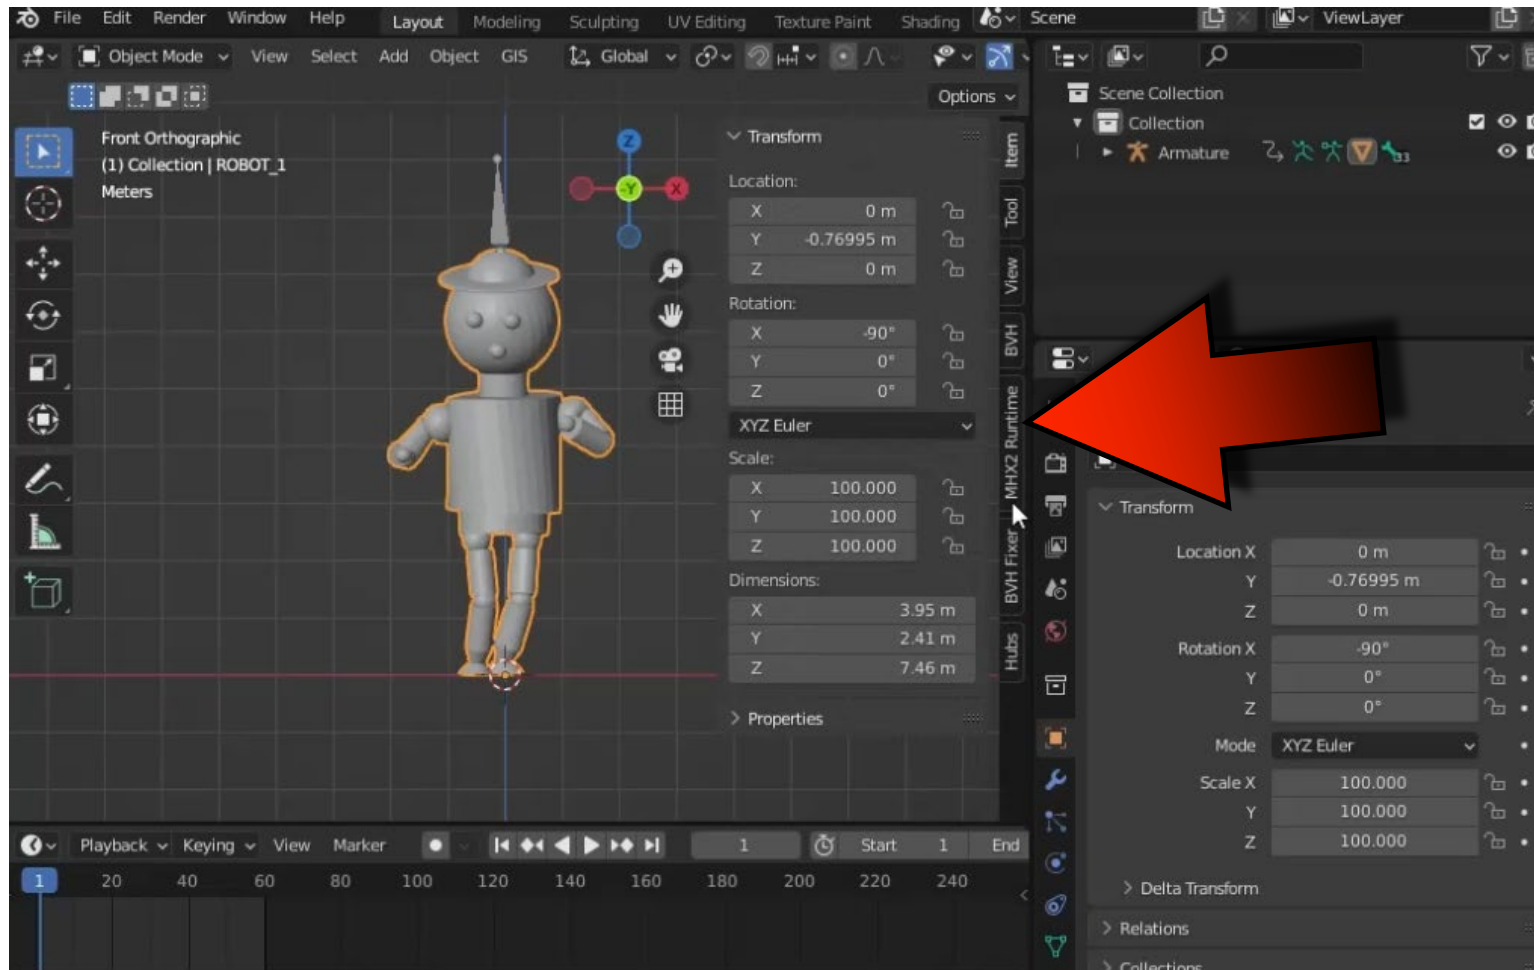 File Edit Render Window Help Layout Modeling Sculpting UV Editing Texture Paint Shading Scene ViewLayer
Object Mode View Select Add Object GIS Global
Options
Front Orthographic
(1) Collection | ROBOT_1
Meters
Z
-Y
X
Transform
Location:
X 0 m
Y -0.76995 m
Z 0 m
Rotation:
X -90°
Y 0°
Z 0°
XYZ Euler
Scale:
X 100.000
Y 100.000
Z 100.000
Dimensions:
X 3.95 m
Y 2.41 m
Z 7.46 m
Properties
Item
Tool
View
BVH
MHX2 Runtime
BVH Fixer
Hubs
Scene Collection
Collection
Armature 33
Transform
Location X 0 m
Y -0.76995 m
Z 0 m
Rotation X -90°
Y 0°
Z 0°
Mode XYZ Euler
Scale X 100.000
Y 100.000
Z 100.000
Delta Transform
Relations
Collections
Playback Keying View Marker 1 Start 1 End
1 20 40 60 80 100 120 140 160 180 200 220 240